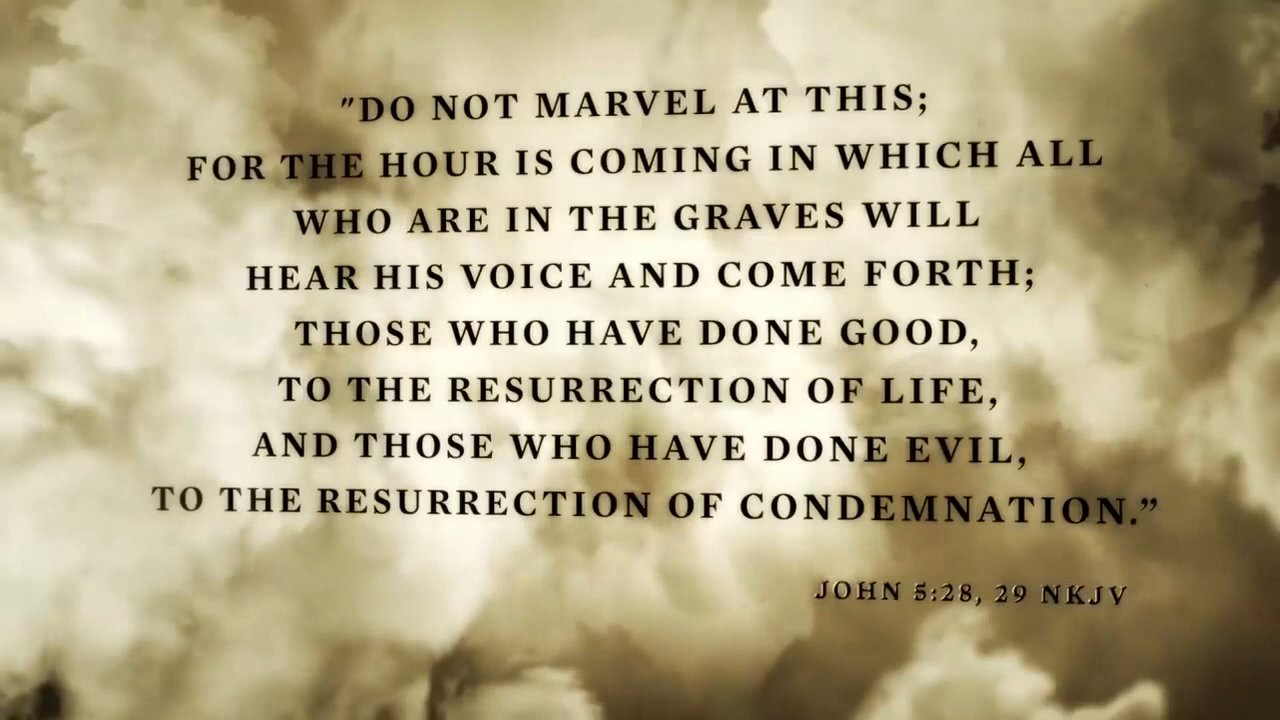 "DO NOT MARVEL AT THIS;
FOR THE HOUR IS COMING IN WHICH ALL
WHO ARE IN THE GRAVES WILL
HEAR HIS VOICE AND COME FORTH;
THOSE WHO HAVE DONE GOOD,
TO THE RESURRECTION OF LIFE,
AND THOSE WHO HAVE DONE EVIL,
TO THE RESURRECTION OF CONDEMNATION.”
JOHN 5:28, 29 NKJV